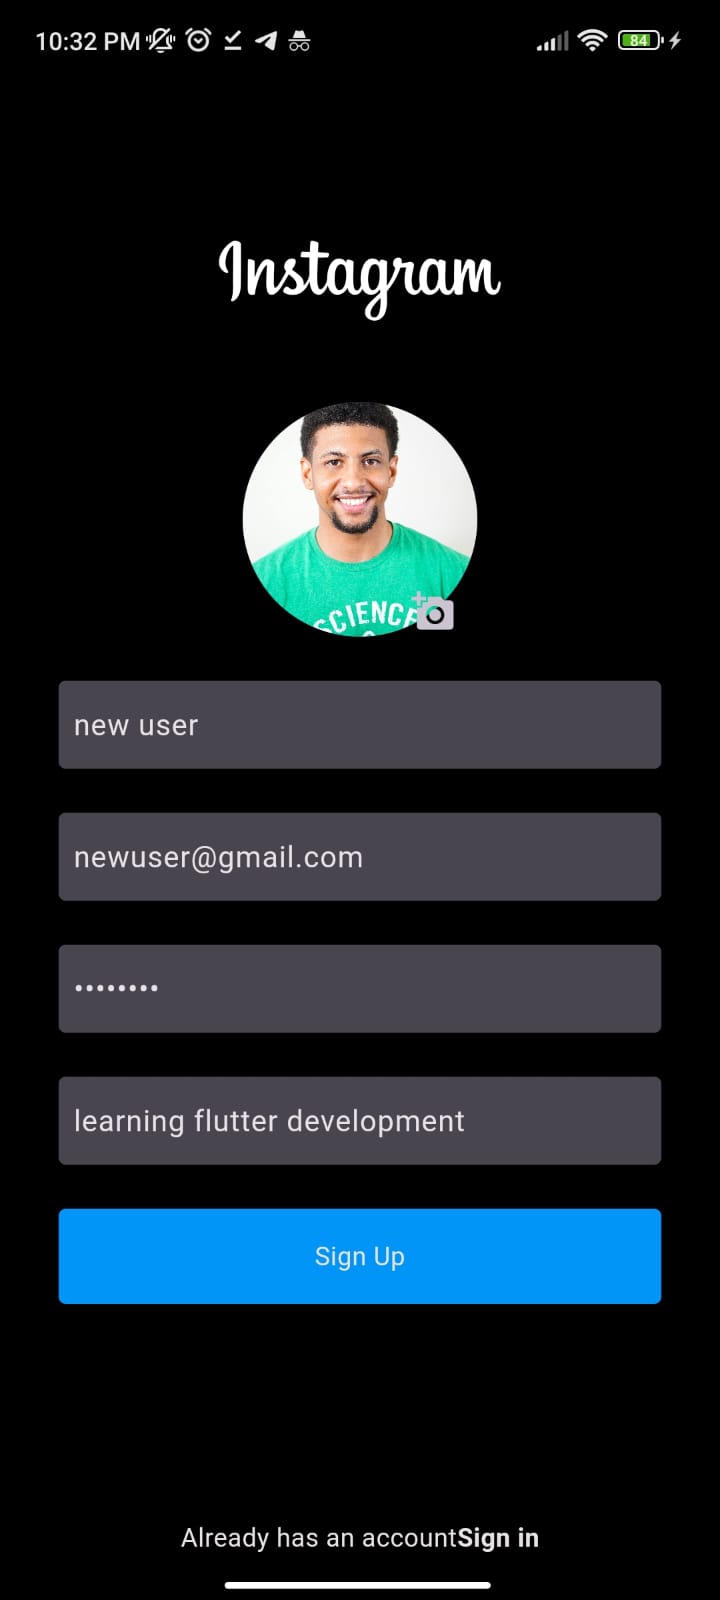 10:32 PM 84
Instagram
SCIENCE
new user
newuser@gmail.com
••••••••
learning flutter development
Sign Up
Already has an accountSign in